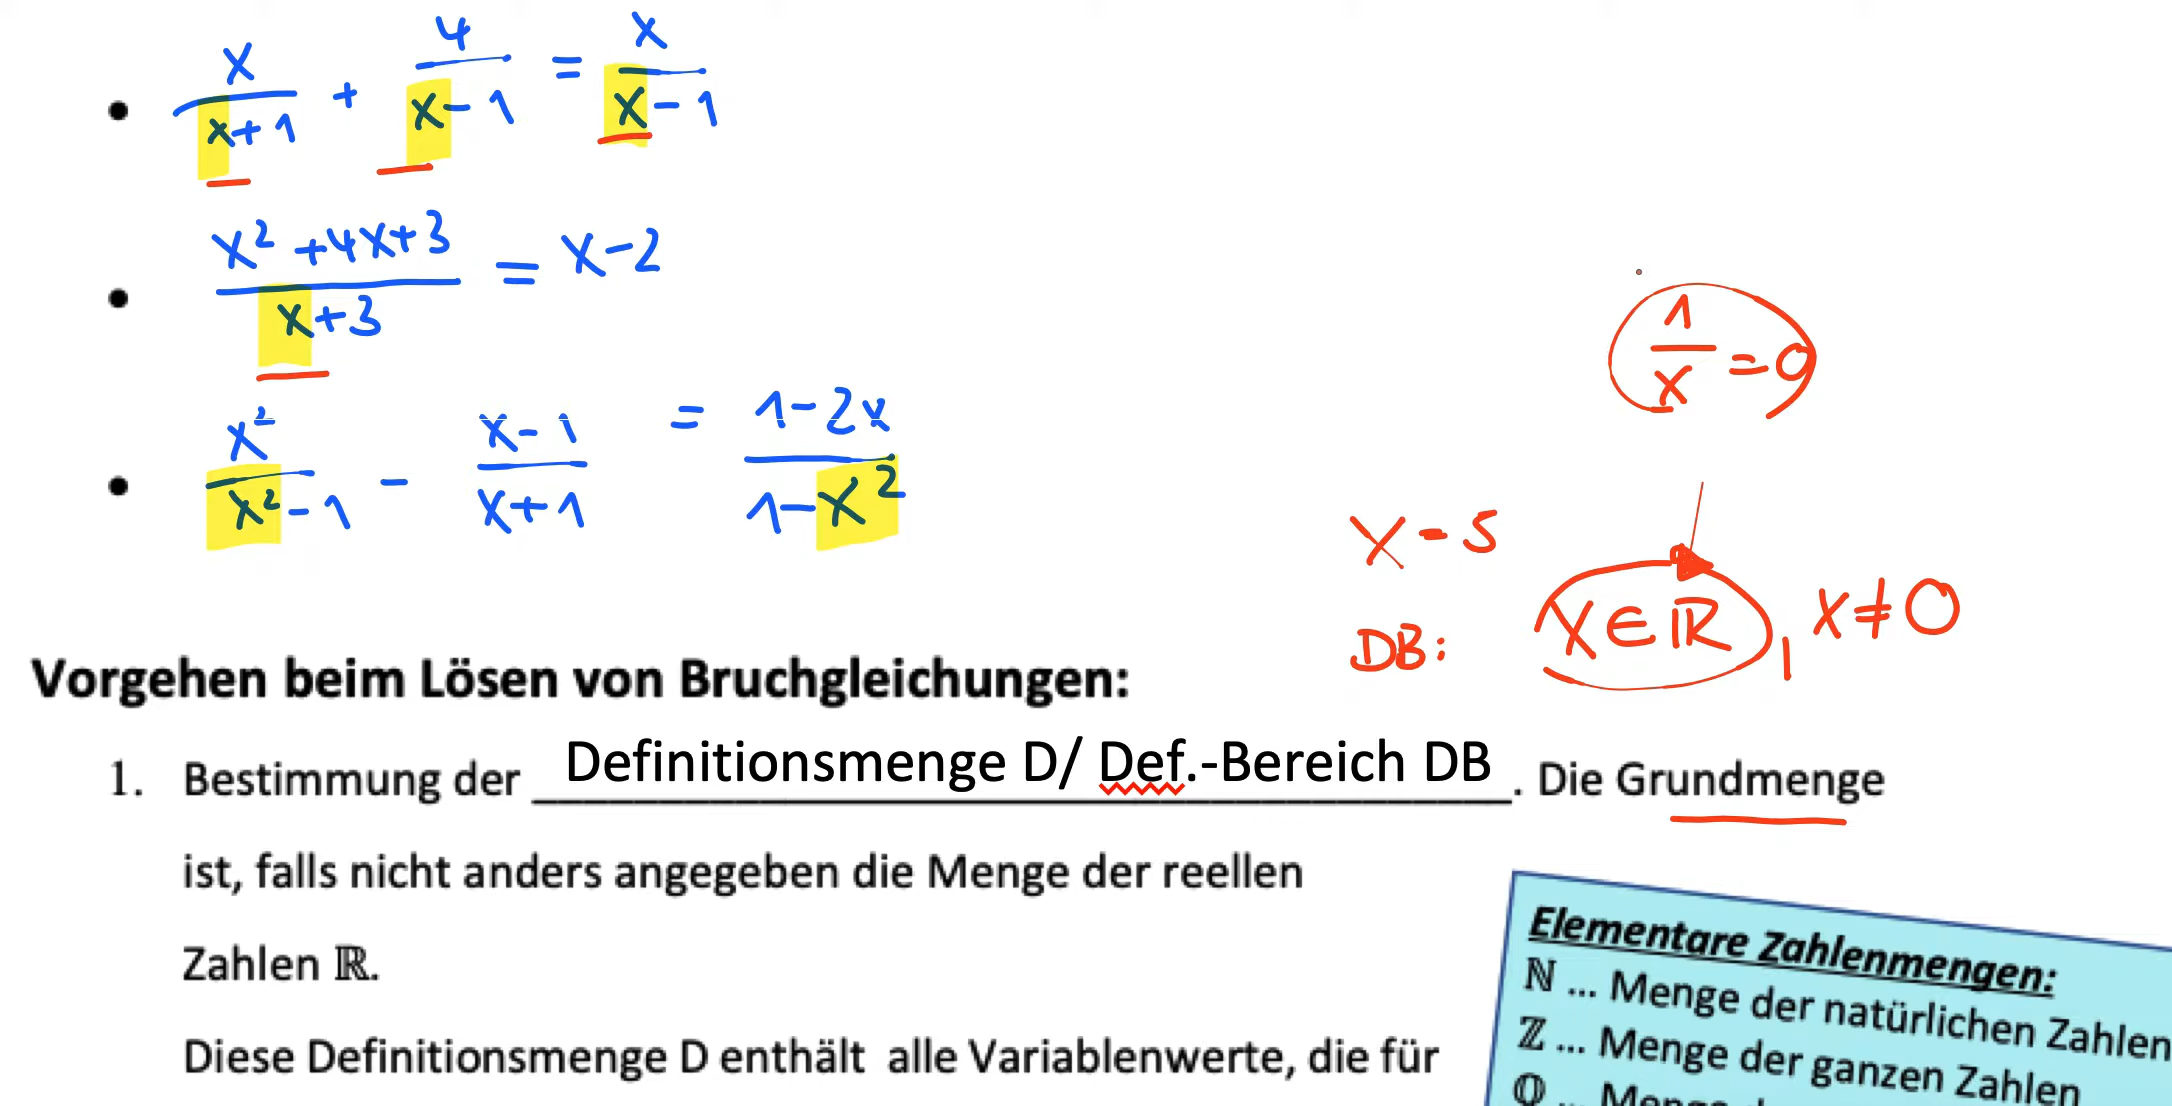 • x/(x+1) + 4/(x-1) = x/(x-1)
• (x²+4x+3)/(x+3) = x-2
1/x = 0
• x²/(x²-1) - (x-1)/(x+1) = (1-2x)/(1-x²)
x = 5
DB: x∈ℝ, x≠0
Vorgehen beim Lösen von Bruchgleichungen:
1. Bestimmung der Definitionsmenge D/ Def.-Bereich DB. Die Grundmenge
ist, falls nicht anders angegeben die Menge der reellen
Zahlen ℝ.
Diese Definitionsmenge D enthält alle Variablenwerte, die für
Elementare Zahlenmengen:
ℕ ... Menge der natürlichen Zahlen
ℤ ... Menge der ganzen Zahlen